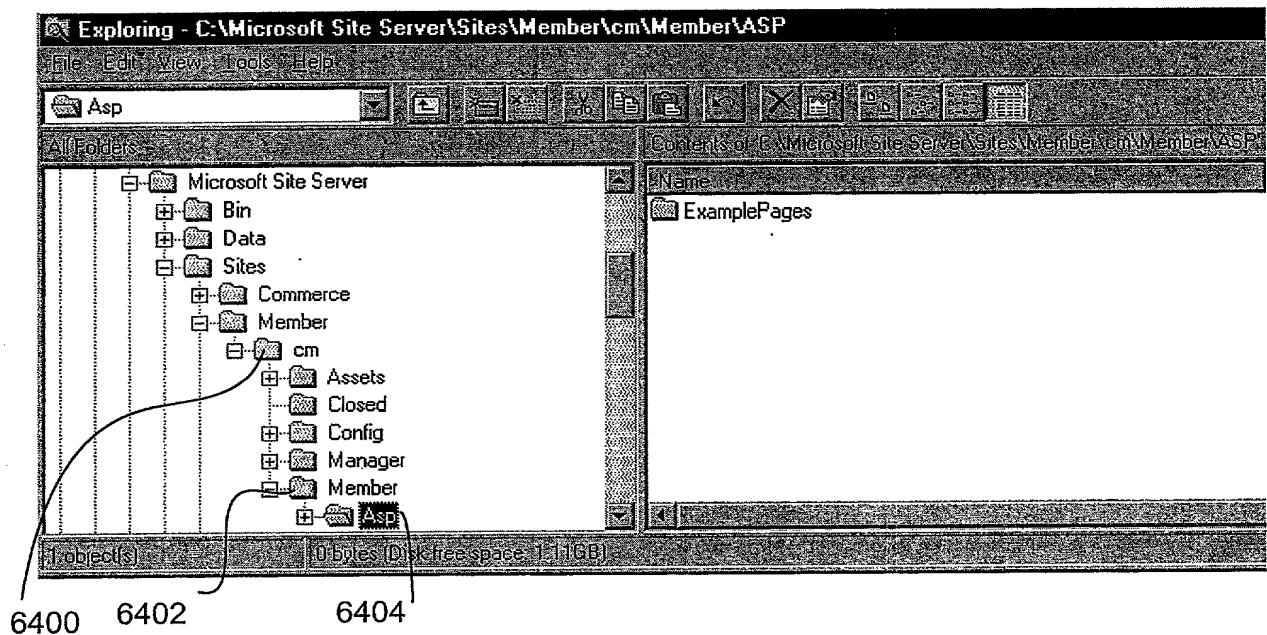 Exploring - C:\Microsoft Site Server\Sites\Member\cm\Member\ASP
File Edit View Tools Help
Asp
All Folders
Contents of 'C:\Microsoft Site Server\Sites\Member\cm\Member\ASP'
Microsoft Site Server
Name
Bin
ExamplePages
Data
Sites
Commerce
Member
cm
Assets
Closed
Config
Manager
Member
Asp
1 object(s)
0 bytes (Disk free space: 1.11GB)
6400
6402
6404